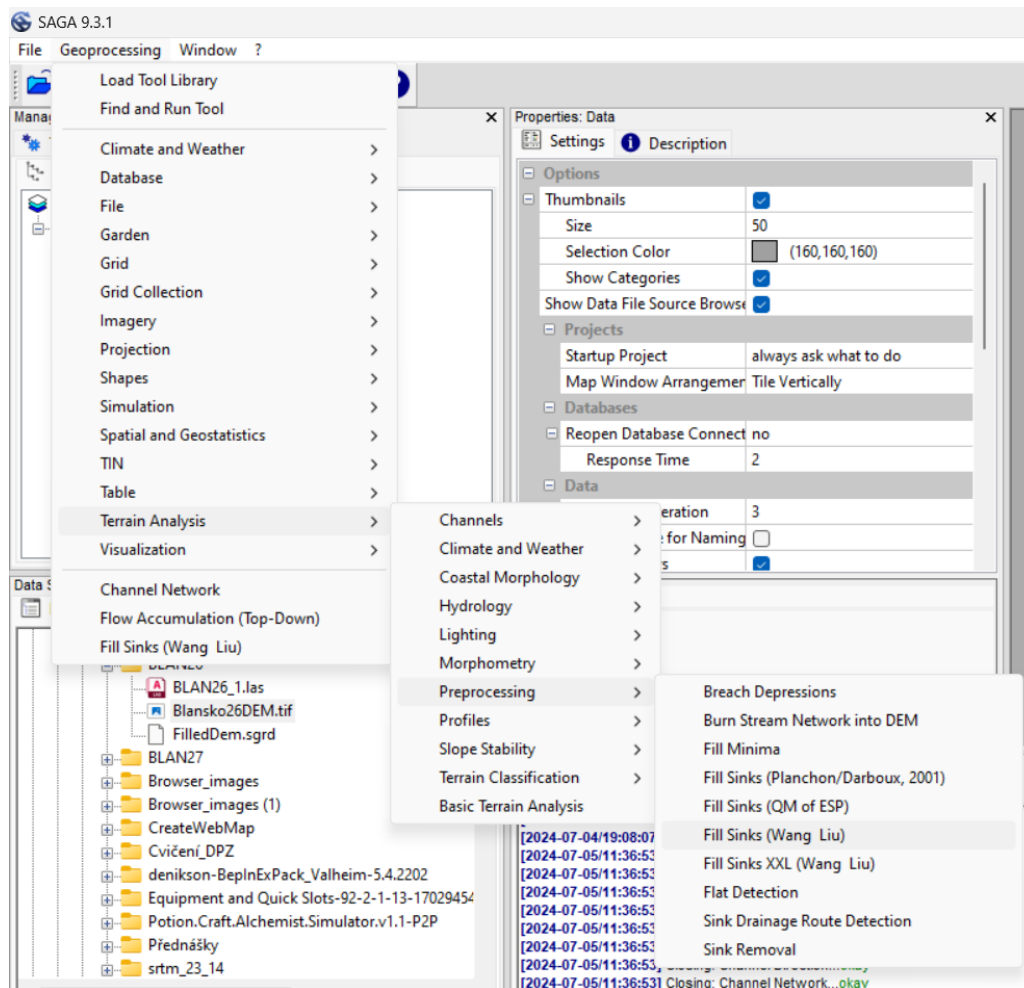 SAGA 9.3.1
File Geoprocessing Window ?
Load Tool Library
Find and Run Tool
Climate and Weather
Database
File
Garden
Grid
Grid Collection
Imagery
Projection
Shapes
Simulation
Spatial and Geostatistics
TIN
Table
Terrain Analysis
Visualization
Channel Network
Flow Accumulation (Top-Down)
Fill Sinks (Wang Liu)
Channels
Climate and Weather
Coastal Morphology
Hydrology
Lighting
Morphometry
Preprocessing
Profiles
Slope Stability
Terrain Classification
Basic Terrain Analysis
Breach Depressions
Burn Stream Network into DEM
Fill Minima
Fill Sinks (Planchon/Darboux, 2001)
Fill Sinks (QM of ESP)
Fill Sinks (Wang Liu)
Fill Sinks XXL (Wang Liu)
Flat Detection
Sink Drainage Route Detection
Sink Removal
Manag
Properties: Data
Settings Description
Options
Thumbnails
Size 50
Selection Color (160,160,160)
Show Categories
Show Data File Source Browse
Projects
Startup Project always ask what to do
Map Window Arrangemer Tile Vertically
Databases
Reopen Database Connect no
Response Time 2
Data
eration 3
for Naming
s
Data S
BLAN26_1.las
Blansko26DEM.tif
FilledDem.sgrd
BLAN27
Browser_images
Browser_images (1)
CreateWebMap
Cvičení_DPZ
denikson-BepInExPack_Valheim-5.4.2202
Equipment and Quick Slots-92-2-1-13-17029454
Potion.Craft.Alchemist.Simulator.v1.1-P2P
Přednášky
srtm_23_14
[2024-07-04/19:08:07
[2024-07-05/11:36:53
[2024-07-05/11:36:53
[2024-07-05/11:36:53
[2024-07-05/11:36:53
[2024-07-05/11:36:53
[2024-07-05/11:36:53
[2024-07-05/11:36:53] Closing: Channel Direction...okay
[2024-07-05/11:36:53] Closing: Channel Network...okay